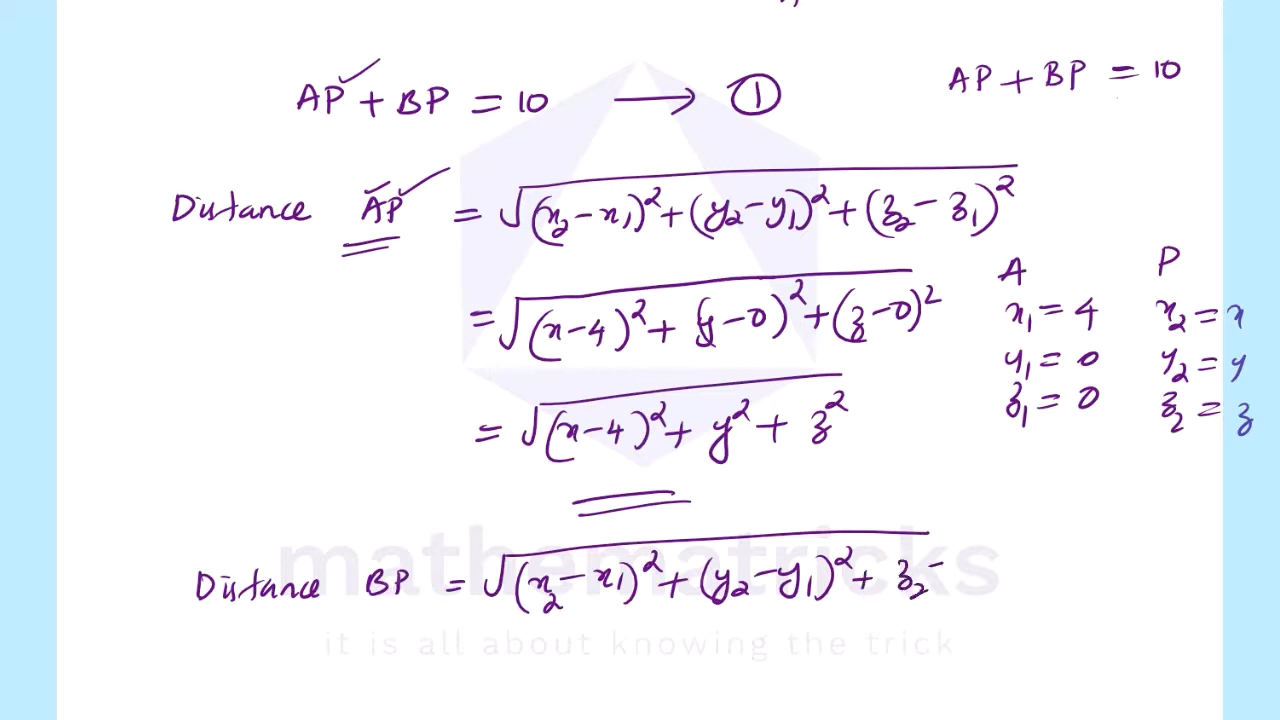 AP + BP = 10 ⟶ ①
AP + BP = 10
Distance AP = √(x₂ - x₁)² + (y₂ - y₁)² + (z₂ - z₁)²
= √(x - 4)² + (y - 0)² + (z - 0)²
= √(x - 4)² + y² + z²
A
x₁ = 4
y₁ = 0
z₁ = 0
P
x₂ = x
y₂ = y
z₂ = z
mathematricks
Distance BP = √(x₂ - x₁)² + (y₂ - y₁)² + z₂ -
it is all about knowing the trick